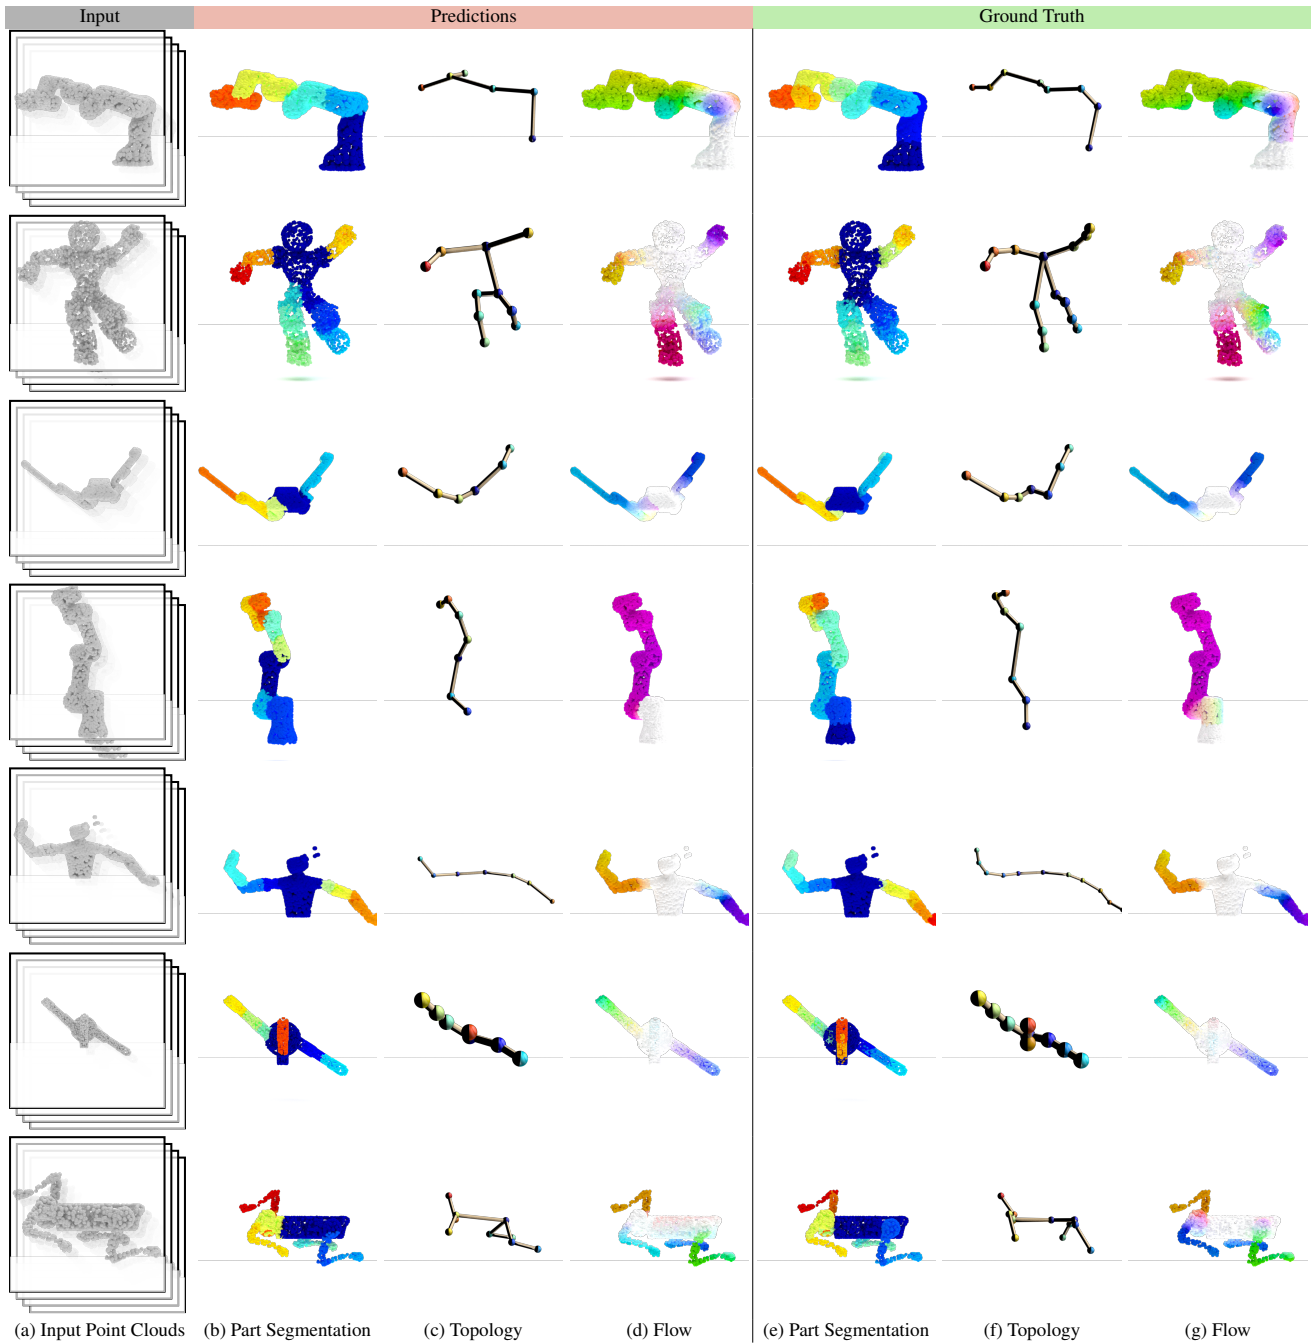 Input
Predictions
Ground Truth
(a) Input Point Clouds
(b) Part Segmentation
(c) Topology
(d) Flow
(e) Part Segmentation
(f) Topology
(g) Flow